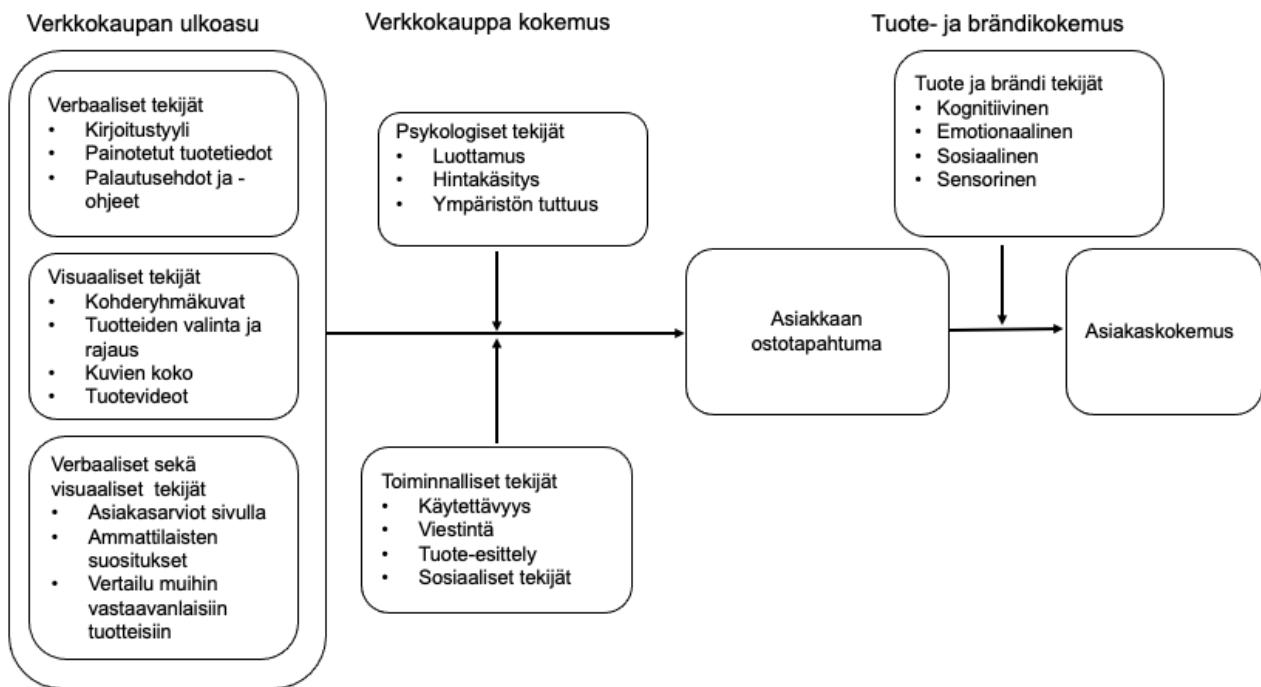 Verkkokaupan ulkoasu
Verbaaliset tekijät
• Kirjoitustyyli
• Painotetut tuotetiedot
• Palautusehdot ja -
ohjeet
Visuaaliset tekijät
• Kohderyhmäkuvat
• Tuotteiden valinta ja
rajaus
• Kuvien koko
• Tuotevideot
Verbaaliset sekä
visuaaliset tekijät
• Asiakasarviot sivulla
• Ammattilaisten
suositukset
• Vertailu muihin
vastaavanlaisiin
tuotteisiin
Verkkokauppa kokemus
Psykologiset tekijät
• Luottamus
• Hintakäsitys
• Ympäristön tuttuus
Toiminnalliset tekijät
• Käytettävyys
• Viestintä
• Tuote-esittely
• Sosiaaliset tekijät
Asiakkaan
ostotapahtuma
Tuote- ja brändikokemus
Tuote ja brändi tekijät
• Kognitiivinen
• Emotionaalinen
• Sosiaalinen
• Sensorinen
Asiakaskokemus